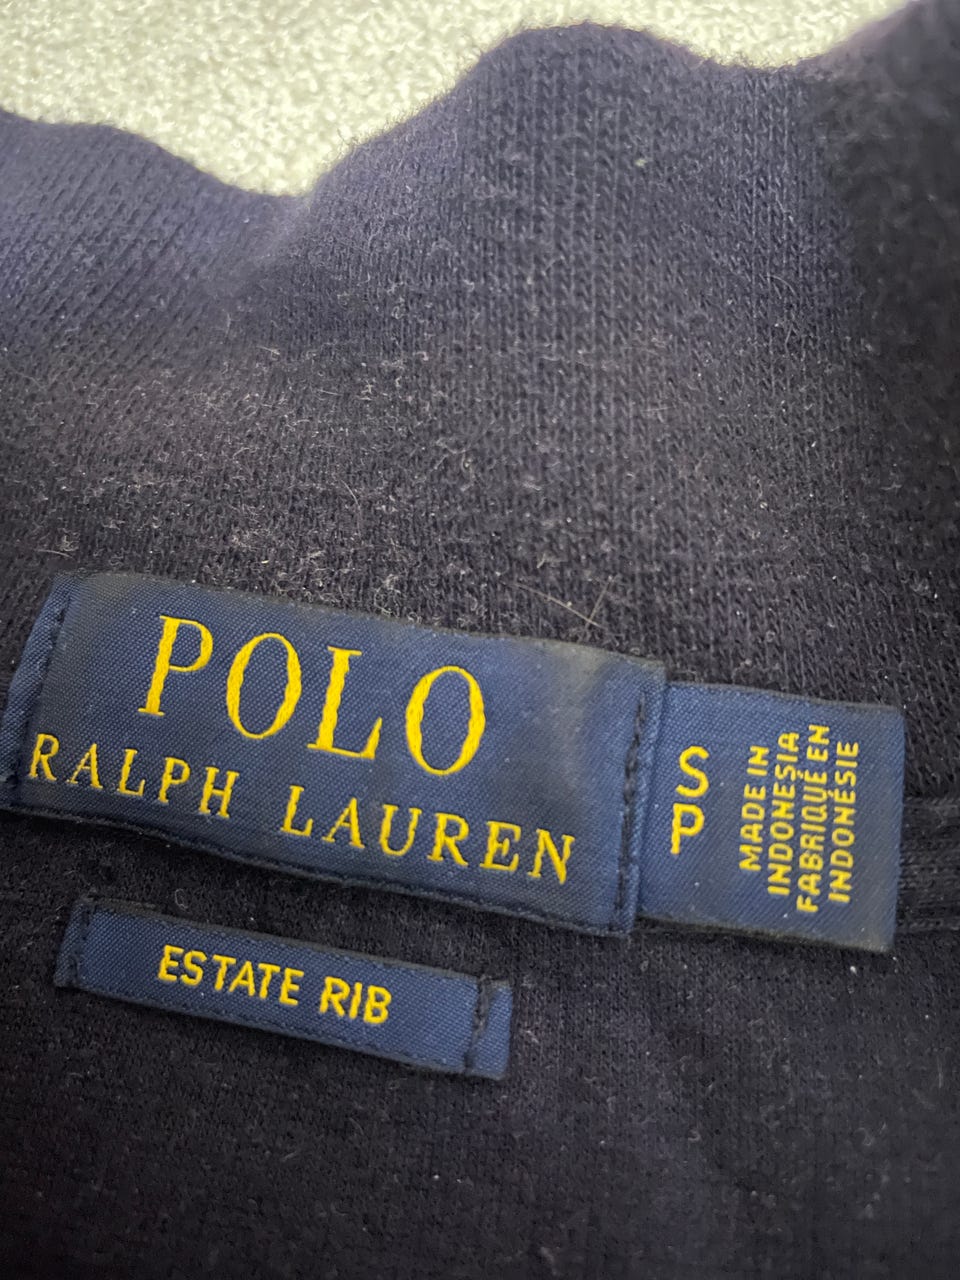 POLO
RALPH LAUREN
S
P
MADE IN
INDONESIA
FABRIQUÉ EN
INDONÉSIE
ESTATE RIB